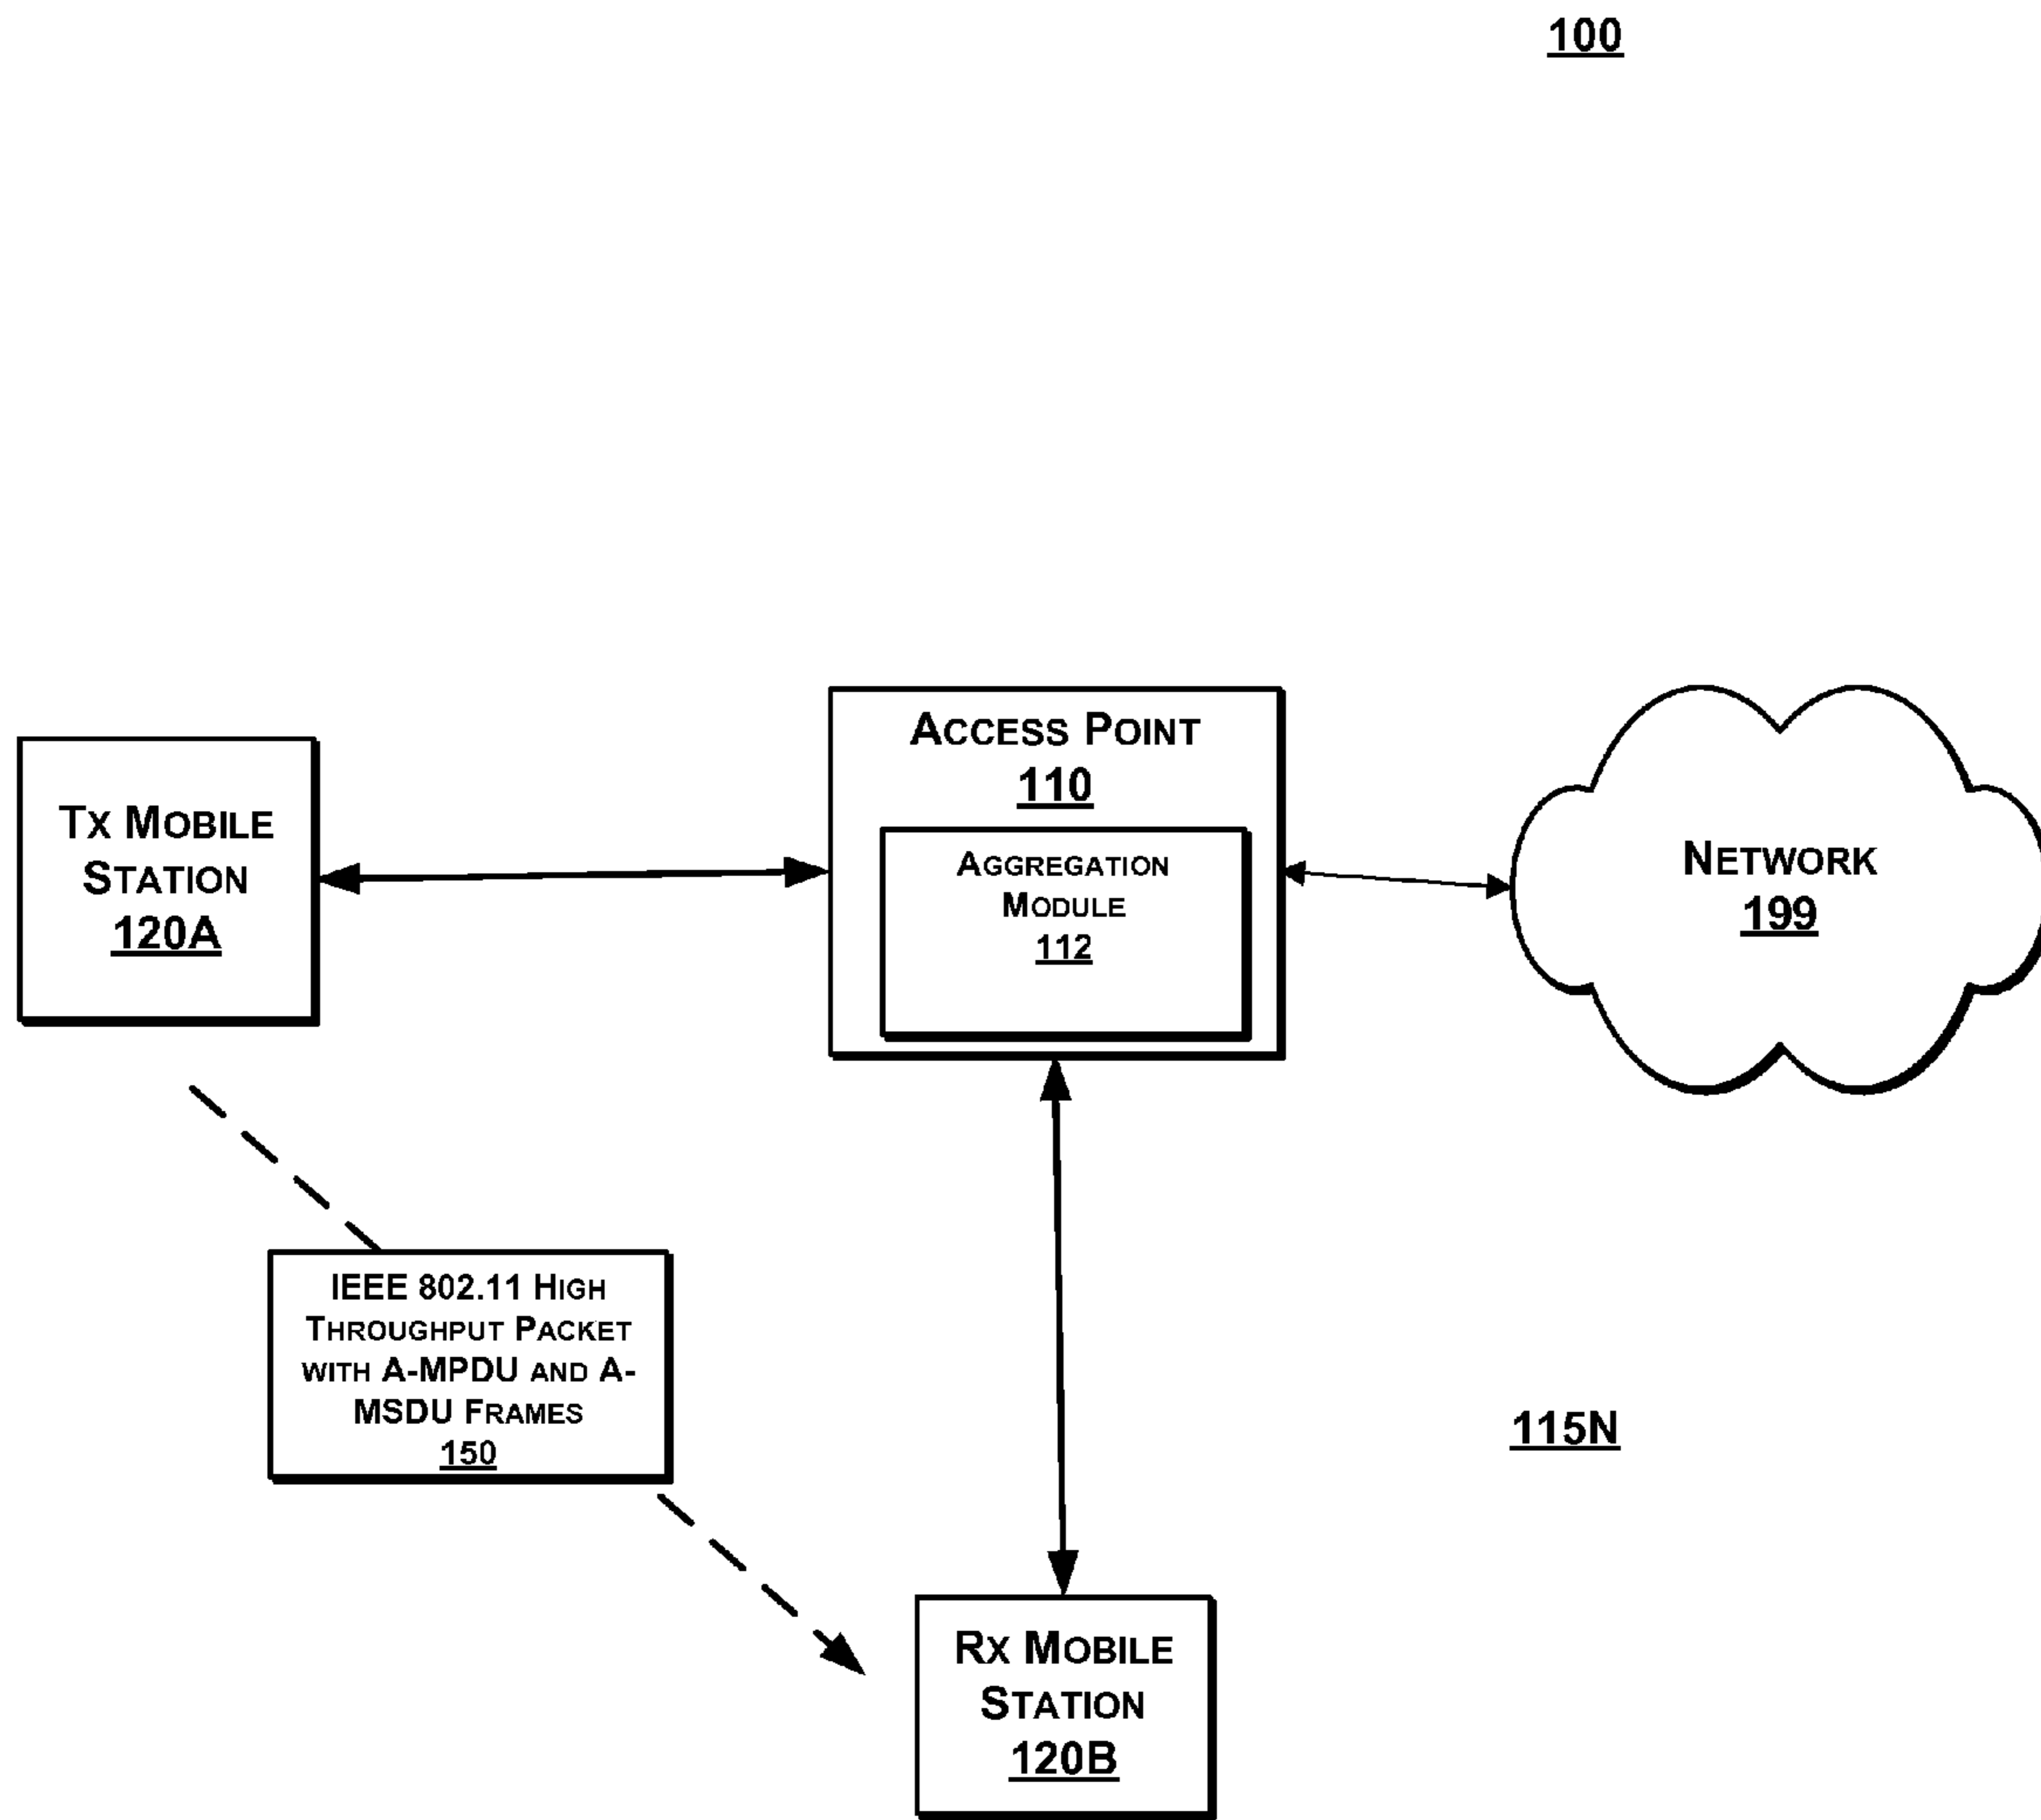 100
ACCESS POINT
110
AGGREGATION
MODULE
112
TX MOBILE
STATION
120A
NETWORK
199
IEEE 802.11 HIGH
THROUGHPUT PACKET
WITH A-MPDU AND A-
MSDU FRAMES
150
115N
RX MOBILE
STATION
120B